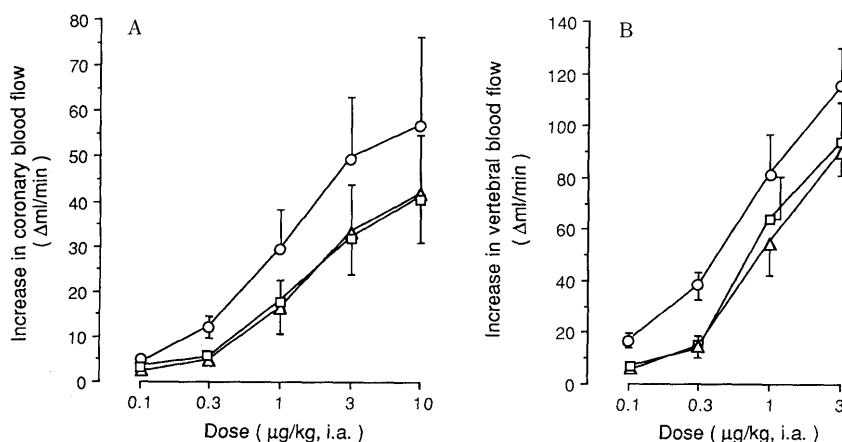 A
Increase in coronary blood flow
( Δml/min )
80
70
60
50
40
30
20
10
0
0.1 0.3 1 3 10
Dose ( μg/kg, i.a. )
B
Increase in vertebral blood flow
( Δml/min )
140
120
100
80
60
40
20
0
0.1 0.3 1 3
Dose ( μg/kg, i.a. )